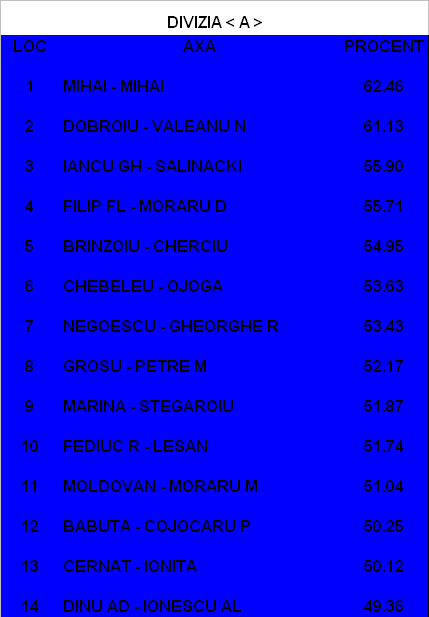 DIVIZIA < A >
LOC AXA PROCENT
1 MIHAI - MIHAI 62.46
2 DOBROIU - VALEANU N 61.13
3 IANCU GH - SALINACKI 55.90
4 FILIP FL - MORARU D 55.71
5 BRINZOIU - CHERCIU 54.95
6 CHEBELEU - OJOGA 53.63
7 NEGOESCU - GHEORGHE R 53.43
8 GROSU - PETRE M 52.17
9 MARINA - STEGAROIU 51.87
10 FEDIUC R - LESAN 51.74
11 MOLDOVAN - MORARU M 51.04
12 BABUTA - COJOCARU P 50.25
13 CERNAT - IONITA 50.12
14 DINU AD - IONESCU AL 49.36